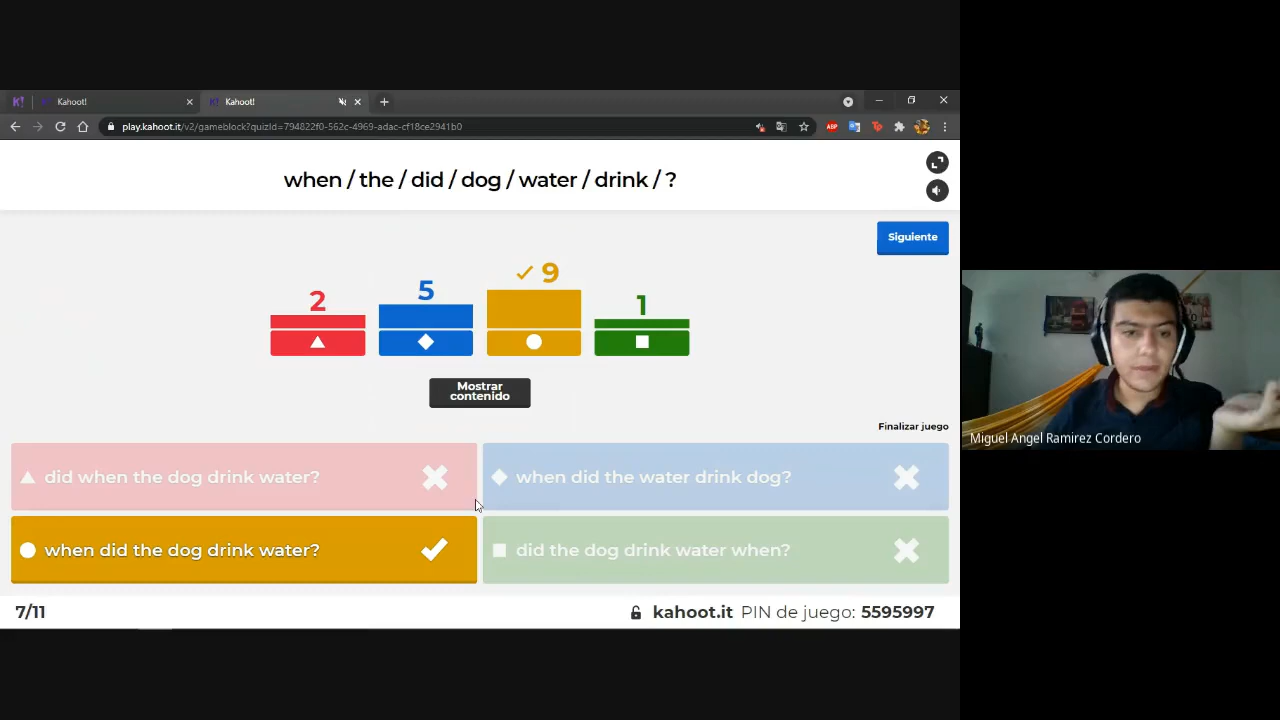 Kahoot!
Kahoot!
play.kahoot.it/v2/gameblock?quizId=794822f0-562c-4969-adac-cf18ce2941b0
ABP
when / the / did / dog / water / drink / ?
Siguiente
2
5
9
1
Mostrar
contenido
Finalizar juego
did when the dog drink water?
when did the water drink dog?
when did the dog drink water?
did the dog drink water when?
7/11
kahoot.it PIN de juego: 5595997
Miguel Angel Ramirez Cordero